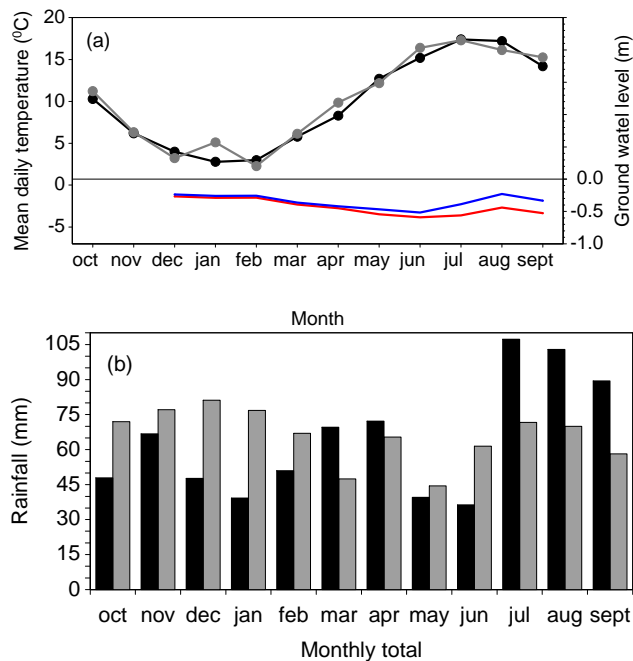 (a)
Mean daily temperature (⁰C)
20
15
10
5
0
-5
Ground water level (m)
0.0
-0.5
-1.0
oct nov dec jan feb mar apr may jun jul aug sept
Month
(b)
Rainfall (mm)
105
90
75
60
45
30
15
0
oct nov dec jan feb mar apr may jun jul aug sept
Monthly total